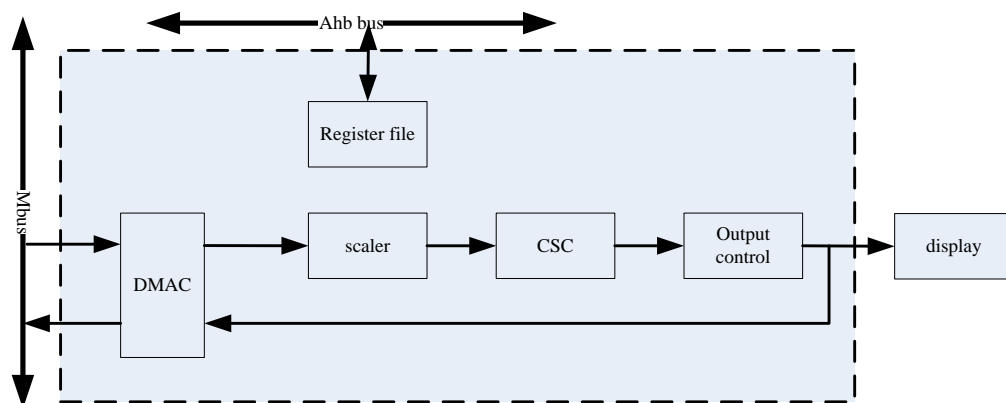 Ahb bus
Register file
Mbus
DMAC
scaler
CSC
Output
control
display